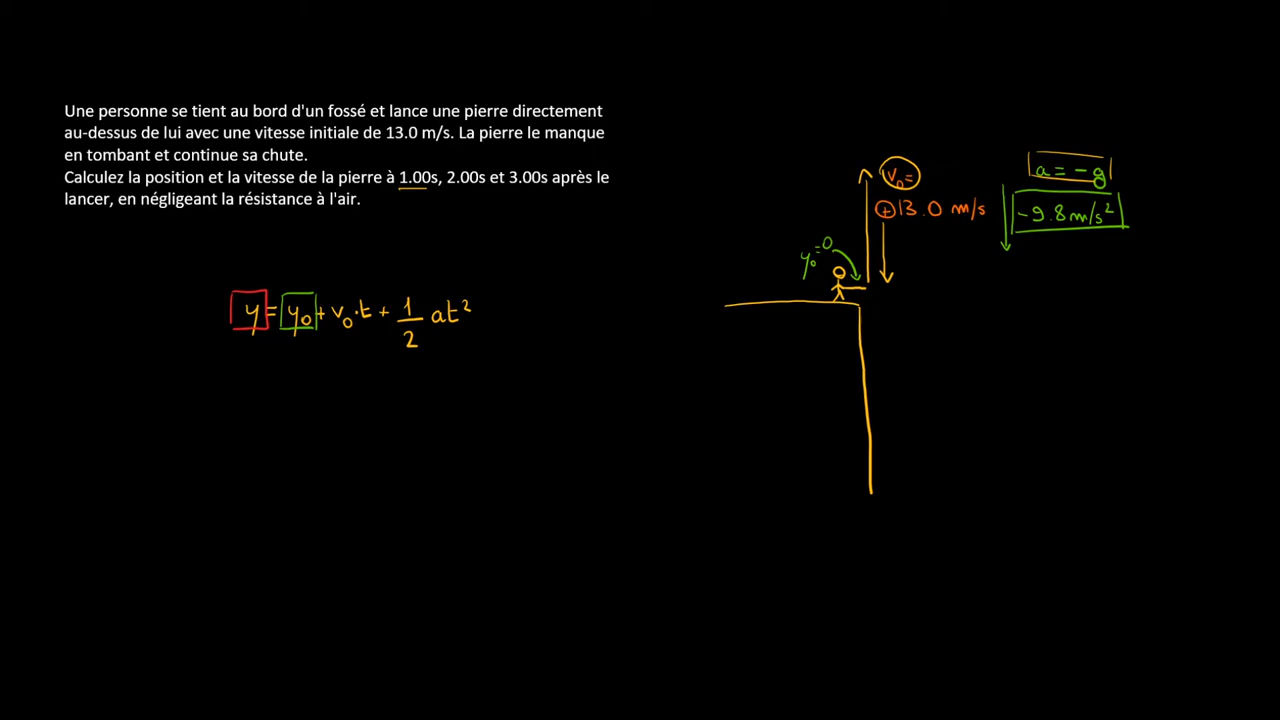 Une personne se tient au bord d'un fossé et lance une pierre directement
au-dessus de lui avec une vitesse initiale de 13.0 m/s. La pierre le manque
en tombant et continue sa chute.
Calculez la position et la vitesse de la pierre à 1.00s, 2.00s et 3.00s après le
lancer, en négligeant la résistance à l'air.
v₀=
+13.0 m/s
a = -g
-9.8m/s²
y₀=0
y = y₀ + v₀·t + 1/2 at²